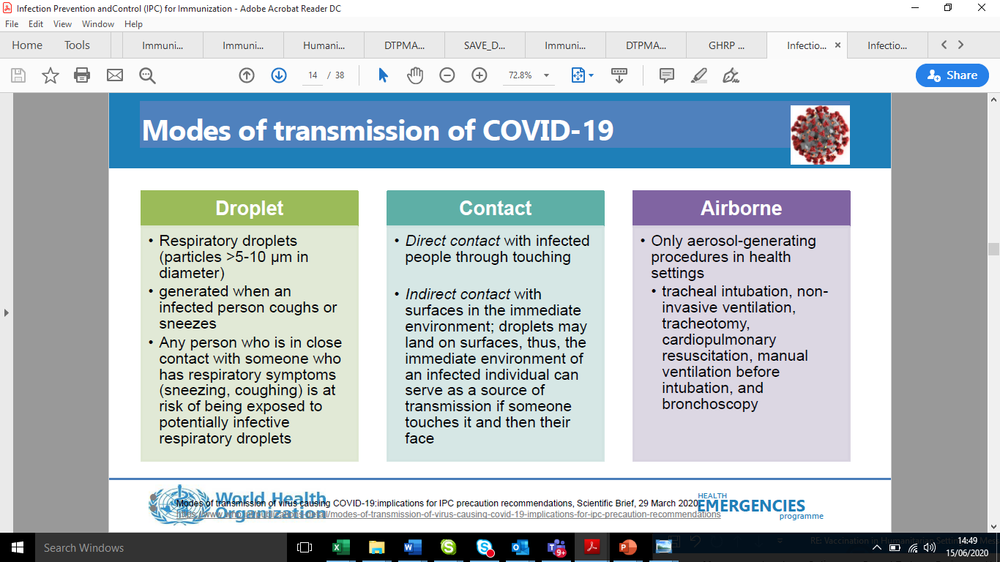 Infection Prevention andControl (IPC) for Immunization - Adobe Acrobat Reader DC
File Edit View Window Help
Home Tools Immuni... Immuni... Humani... DTPMA... SAVE_D... Immuni... DTPMA... GHRP ... Infectio... Infectio...
14 / 38 72.8% Share
Modes of transmission of COVID-19
Droplet
• Respiratory droplets
(particles >5-10 µm in
diameter)
• generated when an
infected person coughs or
sneezes
• Any person who is in close
contact with someone who
has respiratory symptoms
(sneezing, coughing) is at
risk of being exposed to
potentially infective
respiratory droplets
Contact
• Direct contact with infected
people through touching
• Indirect contact with
surfaces in the immediate
environment; droplets may
land on surfaces, thus, the
immediate environment of
an infected individual can
serve as a source of
transmission if someone
touches it and then their
face
Airborne
• Only aerosol-generating
procedures in health
settings
• tracheal intubation, non-
invasive ventilation,
tracheotomy,
cardiopulmonary
resuscitation, manual
ventilation before
intubation, and
bronchoscopy
World Health
Organization
Modes of transmission of virus causing COVID-19:implications for IPC precaution recommendations, Scientific Brief, 29 March 2020
modes-of-transmission-of-virus-causing-covid-19-implications-for-ipc-precaution-recommendations
HEALTH
EMERGENCIES
programme
Search Windows
9+
RE: Vaccination in Humanitarian
14:49
15/06/2020